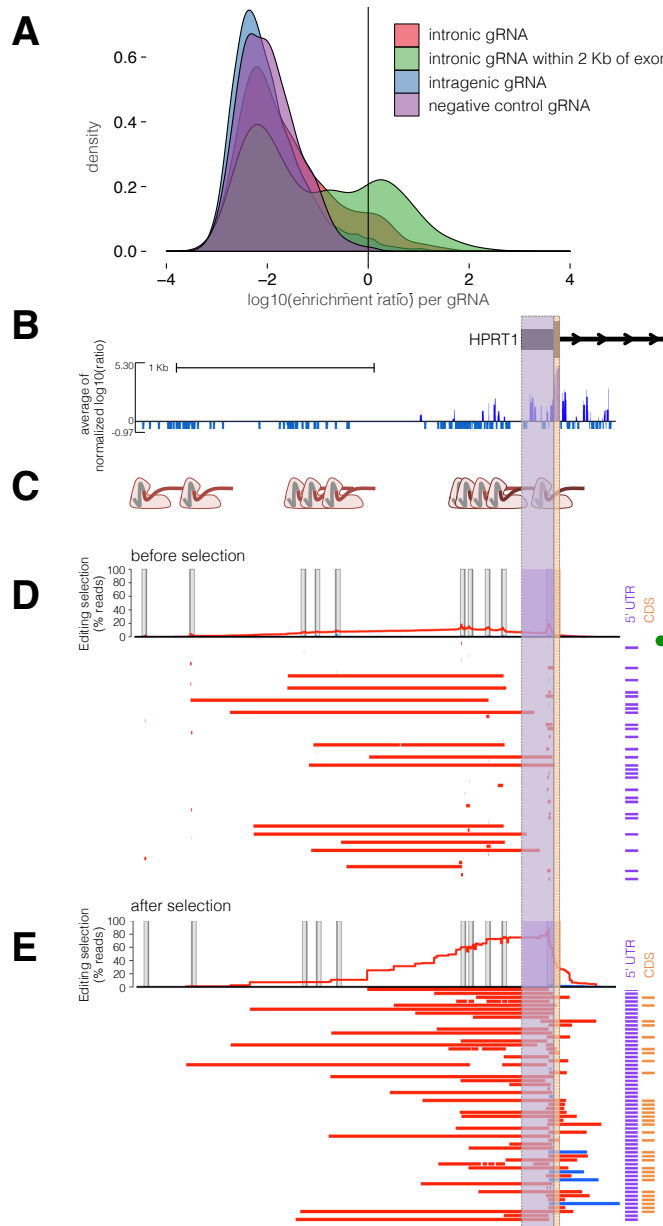 A
intronic gRNA
intronic gRNA within 2 Kb of exon
intragenic gRNA
negative control gRNA
density
0.6
0.4
0.2
0.0
−4 −2 0 2 4
log10(enrichment ratio) per gRNA
B
HPRT1
average of
normalized log10(ratio)
5.30
0
-0.97
1 Kb
C
before selection
D
Editing selection
(% reads)
100
80
60
40
20
0
5' UTR
CDS
after selection
E
Editing selection
(% reads)
100
80
60
40
20
0
5' UTR
CDS